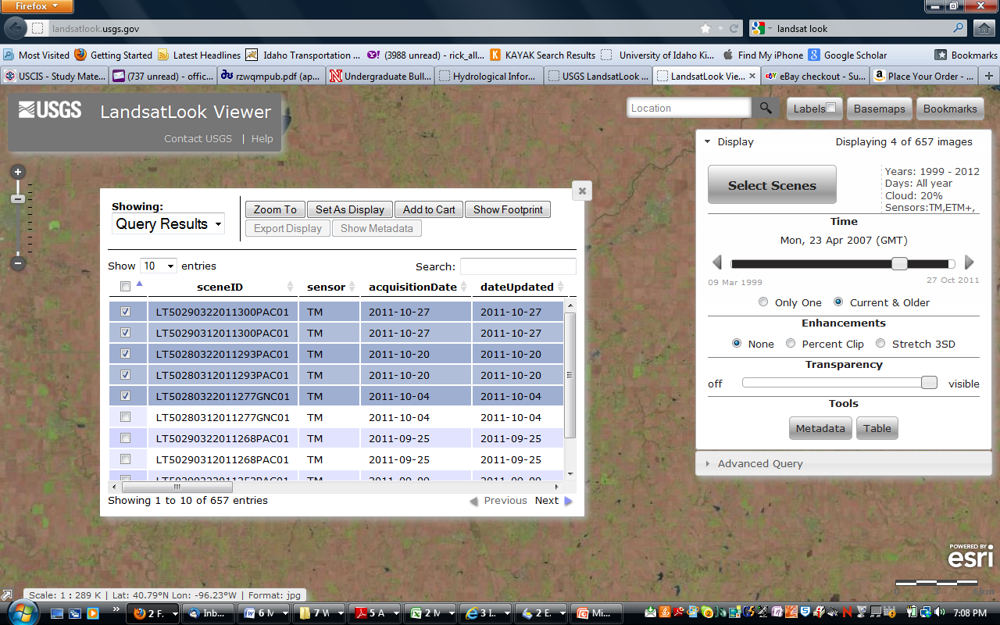 Firefox
landsatlook.usgs.gov
landsat look
Most Visited Getting Started Latest Headlines Idaho Transportation ... (3988 unread) - rick_all... KAYAK Search Results University of Idaho Ki... Find My iPhone Google Scholar Bookmarks
USCIS - Study Mate... (737 unread) - offic... rzwqmpub.pdf (ap... Undergraduate Bull... Hydrological Infor... USGS LandsatLook ... LandsatLook Vie... eBay checkout - Su... Place Your Order - ...
USGS LandsatLook Viewer
Contact USGS | Help
Location Labels Basemaps Bookmarks
Display Displaying 4 of 657 images
Select Scenes
Years: 1999 - 2012
Days: All year
Cloud: 20%
Sensors:TM,ETM+,
Time
Mon, 23 Apr 2007 (GMT)
09 Mar 1999 27 Oct 2011
Only One Current & Older
Enhancements
None Percent Clip Stretch 3SD
Transparency
off visible
Tools
Metadata Table
Advanced Query
Showing:
Query Results
Zoom To Set As Display Add to Cart Show Footprint
Export Display Show Metadata
Show 10 entries Search:
sceneID sensor acquisitionDate dateUpdated
LT50290322011300PAC01 TM 2011-10-27 2011-10-27
LT50290312011300PAC01 TM 2011-10-27 2011-10-27
LT50280322011293PAC01 TM 2011-10-20 2011-10-20
LT50280312011293PAC01 TM 2011-10-20 2011-10-20
LT50280322011277GNC01 TM 2011-10-04 2011-10-04
LT50280312011277GNC01 TM 2011-10-04 2011-10-04
LT50290322011268PAC01 TM 2011-09-25 2011-09-25
LT50290312011268PAC01 TM 2011-09-25 2011-09-25
Showing 1 to 10 of 657 entries Previous Next
POWERED BY
esri
6km
Scale: 1 : 289 K | Lat: 40.79°N Lon: -96.23°W | Format: jpg
2 F. Inb... 6 M 7 W 5 A 2 M 3 I 2 E. Mi... 7:08 PM